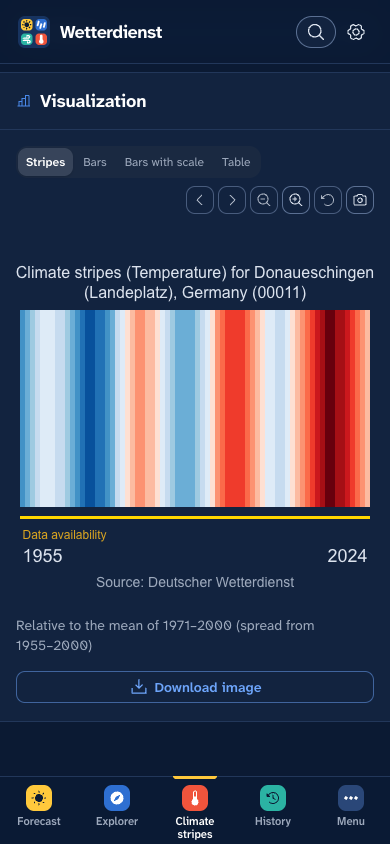 Wetterdienst
Visualization
Stripes
Bars
Bars with scale
Table
Climate stripes (Temperature) for Donaueschingen
(Landeplatz), Germany (00011)
Data availability
1955
2024
Source: Deutscher Wetterdienst
Relative to the mean of 1971–2000 (spread from
1955–2000)
Download image
Forecast
Explorer
Climate
stripes
History
Menu